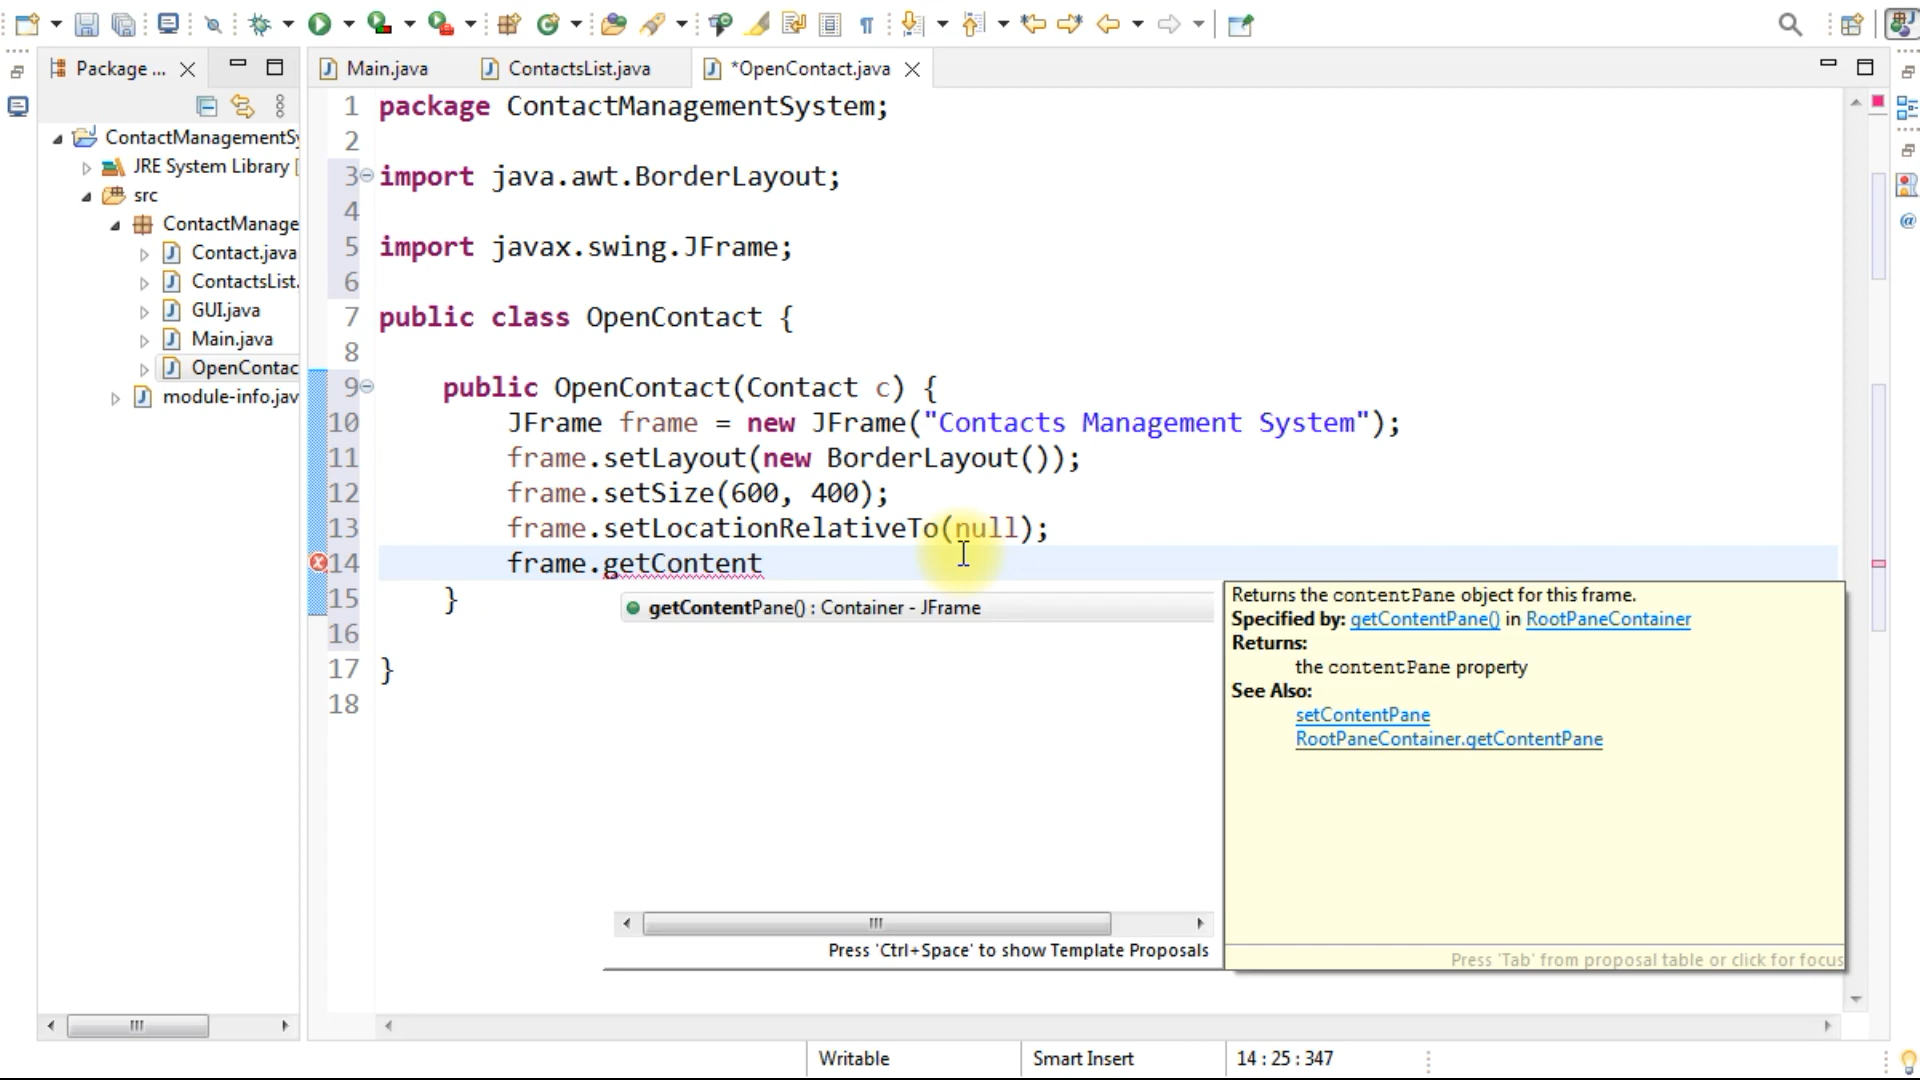 Package ...
Main.java
ContactsList.java
*OpenContact.java
ContactManagementSy
JRE System Library [
src
ContactManage
Contact.java
ContactsList.
GUI.java
Main.java
OpenContac
module-info.jav
1 package ContactManagementSystem;
2
3 import java.awt.BorderLayout;
4
5 import javax.swing.JFrame;
6
7 public class OpenContact {
8
9 public OpenContact(Contact c) {
10 JFrame frame = new JFrame("Contacts Management System");
11 frame.setLayout(new BorderLayout());
12 frame.setSize(600, 400);
13 frame.setLocationRelativeTo(null);
14 frame.getContent
15 }
16
17 }
18
getContentPane() : Container - JFrame
Press 'Ctrl+Space' to show Template Proposals
Returns the contentPane object for this frame.
Specified by: getContentPane() in RootPaneContainer
Returns:
the contentPane property
See Also:
setContentPane
RootPaneContainer.getContentPane
Press 'Tab' from proposal table or click for focus
Writable
Smart Insert
14 : 25 : 347